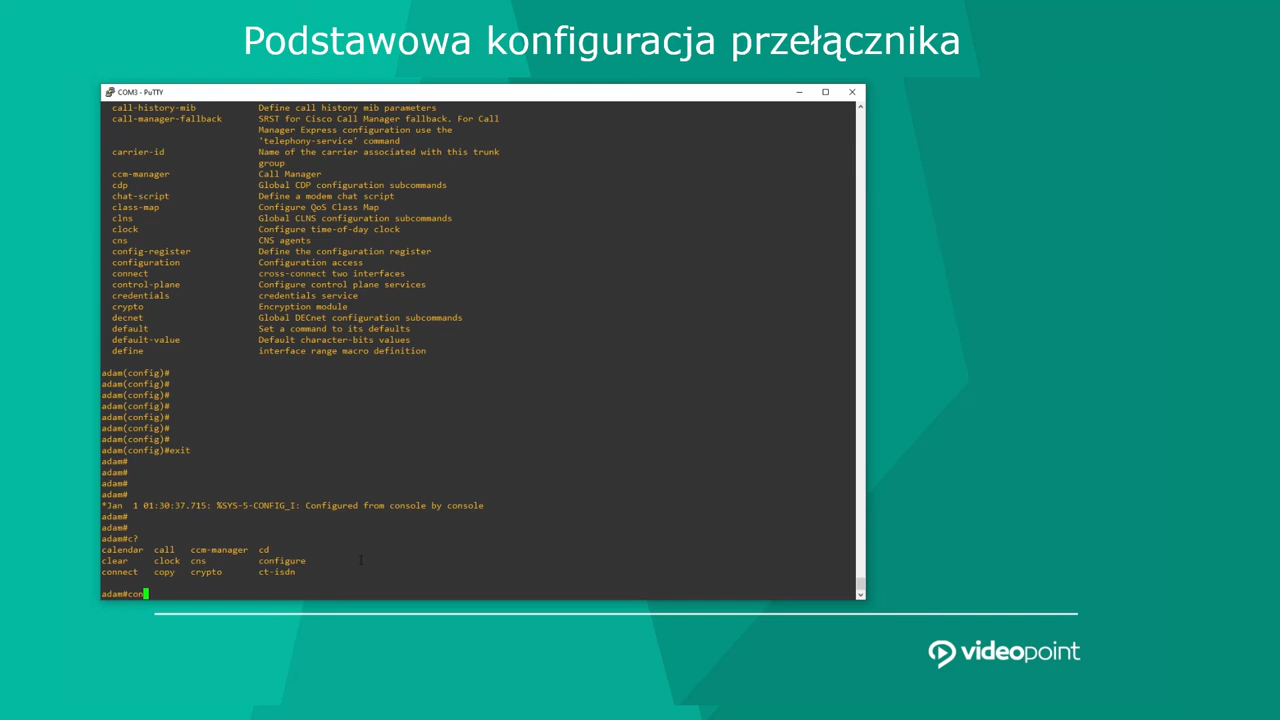 Podstawowa konfiguracja przełącznika
COM3 - PuTTY
call-history-mib Define call history mib parameters
call-manager-fallback SRST for Cisco Call Manager fallback. For Call
Manager Express configuration use the
'telephony-service' command
carrier-id Name of the carrier associated with this trunk
group
ccm-manager Call Manager
cdp Global CDP configuration subcommands
chat-script Define a modem chat script
class-map Configure QoS Class Map
clns Global CLNS configuration subcommands
clock Configure time-of-day clock
cns CNS agents
config-register Define the configuration register
configuration Configuration access
connect cross-connect two interfaces
control-plane Configure control plane services
credentials credentials service
crypto Encryption module
decnet Global DECnet configuration subcommands
default Set a command to its defaults
default-value Default character-bits values
define interface range macro definition
adam(config)#
adam(config)#
adam(config)#
adam(config)#
adam(config)#
adam(config)#
adam(config)#
adam(config)#exit
adam#
adam#
adam#
adam#
*Jan 1 01:30:37.715: %SYS-5-CONFIG_I: Configured from console by console
adam#
adam#
adam#c?
calendar call ccm-manager cd
clear clock cns configure
connect copy crypto ct-isdn
adam#con
videopoint